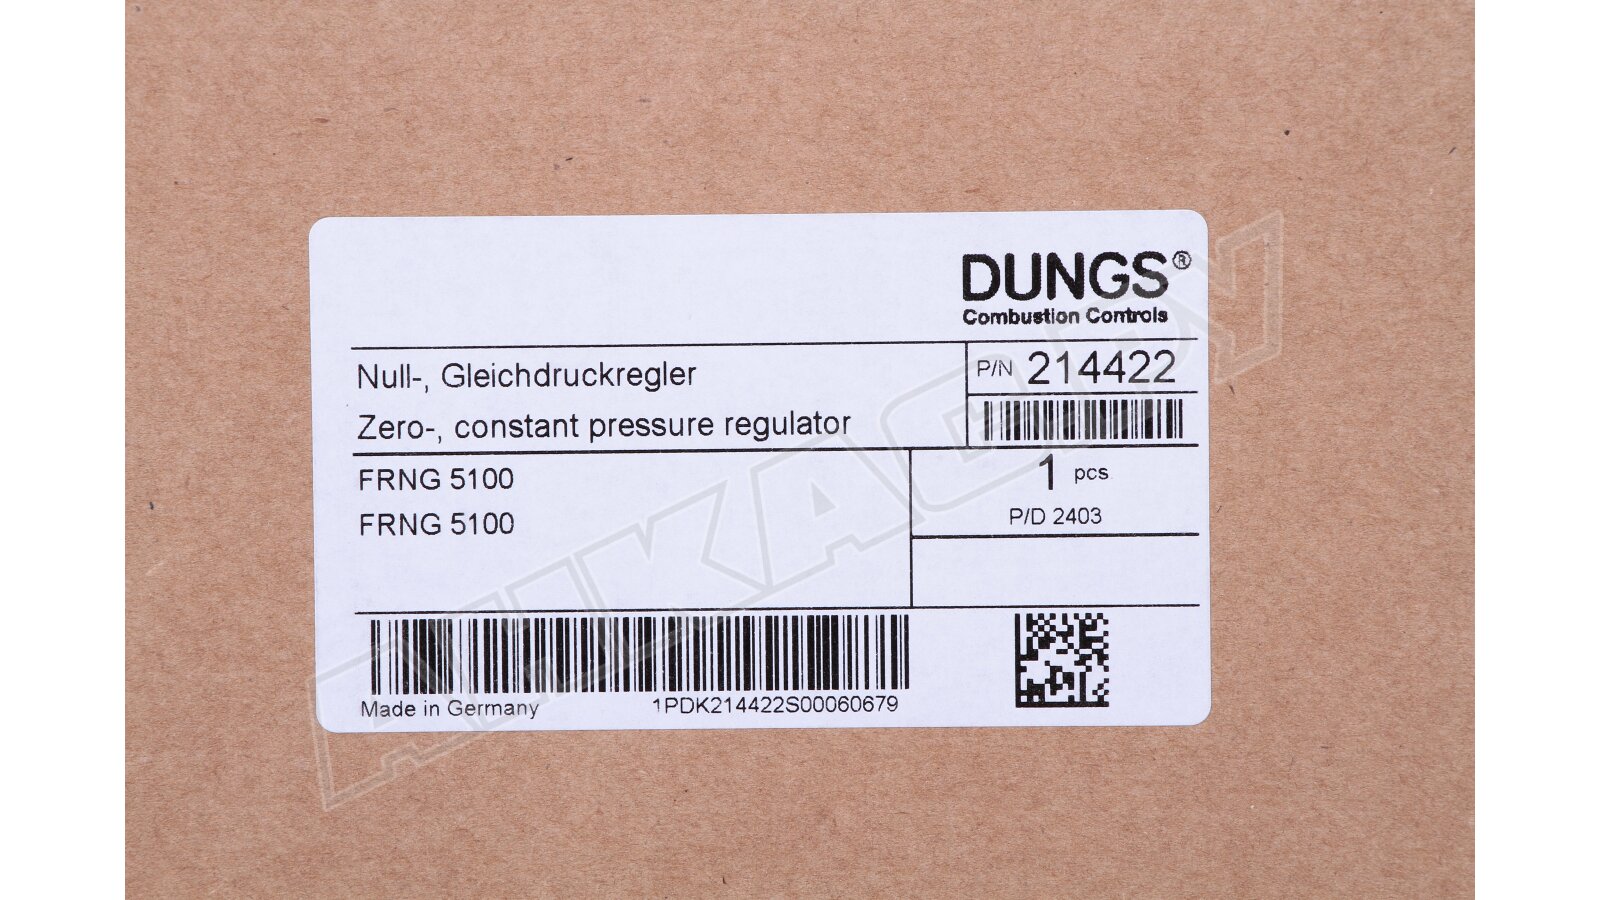 DUNGS®
Combustion Controls
Null-, Gleichdruckregler
Zero-, constant pressure regulator
P/N 214422
FRNG 5100
FRNG 5100
1 pcs
P/D 2403
Made in Germany
1PDK214422S00060679